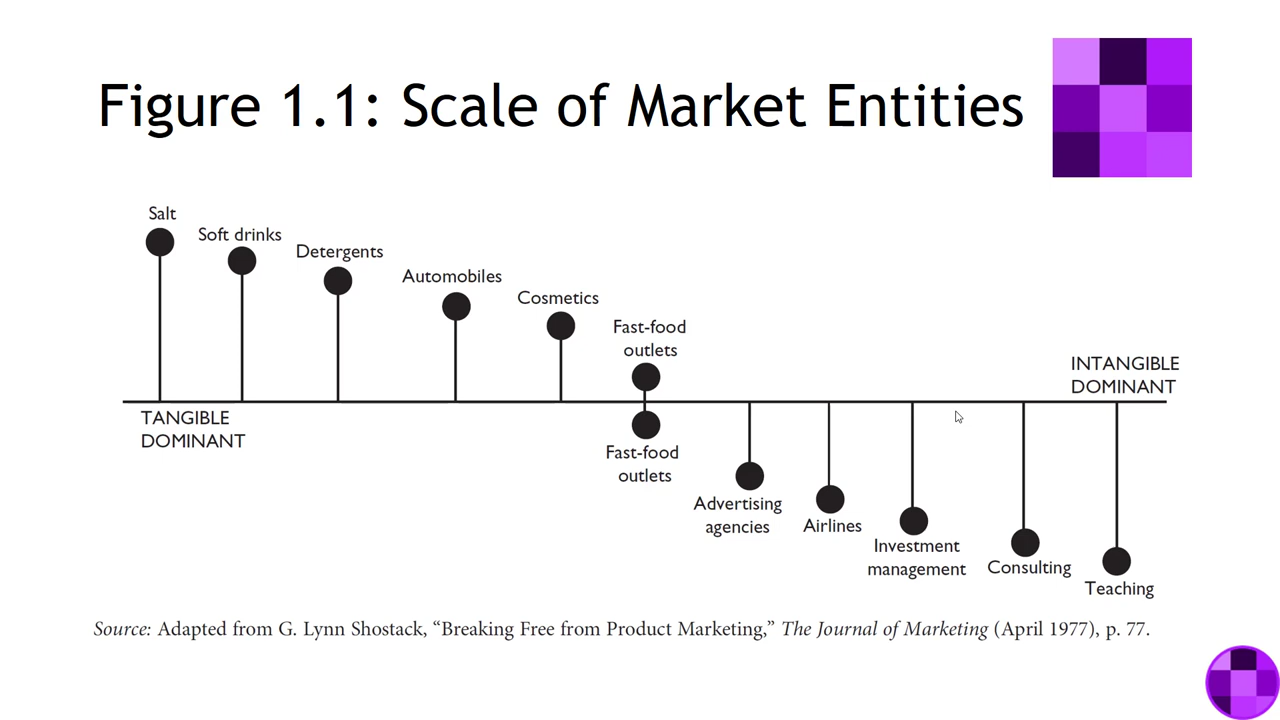 Figure 1.1: Scale of Market Entities
Salt
Soft drinks
Detergents
Automobiles
Cosmetics
Fast-food
outlets
INTANGIBLE
DOMINANT
TANGIBLE
DOMINANT
Fast-food
outlets
Advertising
agencies
Airlines
Investment
management
Consulting
Teaching
Source: Adapted from G. Lynn Shostack, “Breaking Free from Product Marketing,” The Journal of Marketing (April 1977), p. 77.